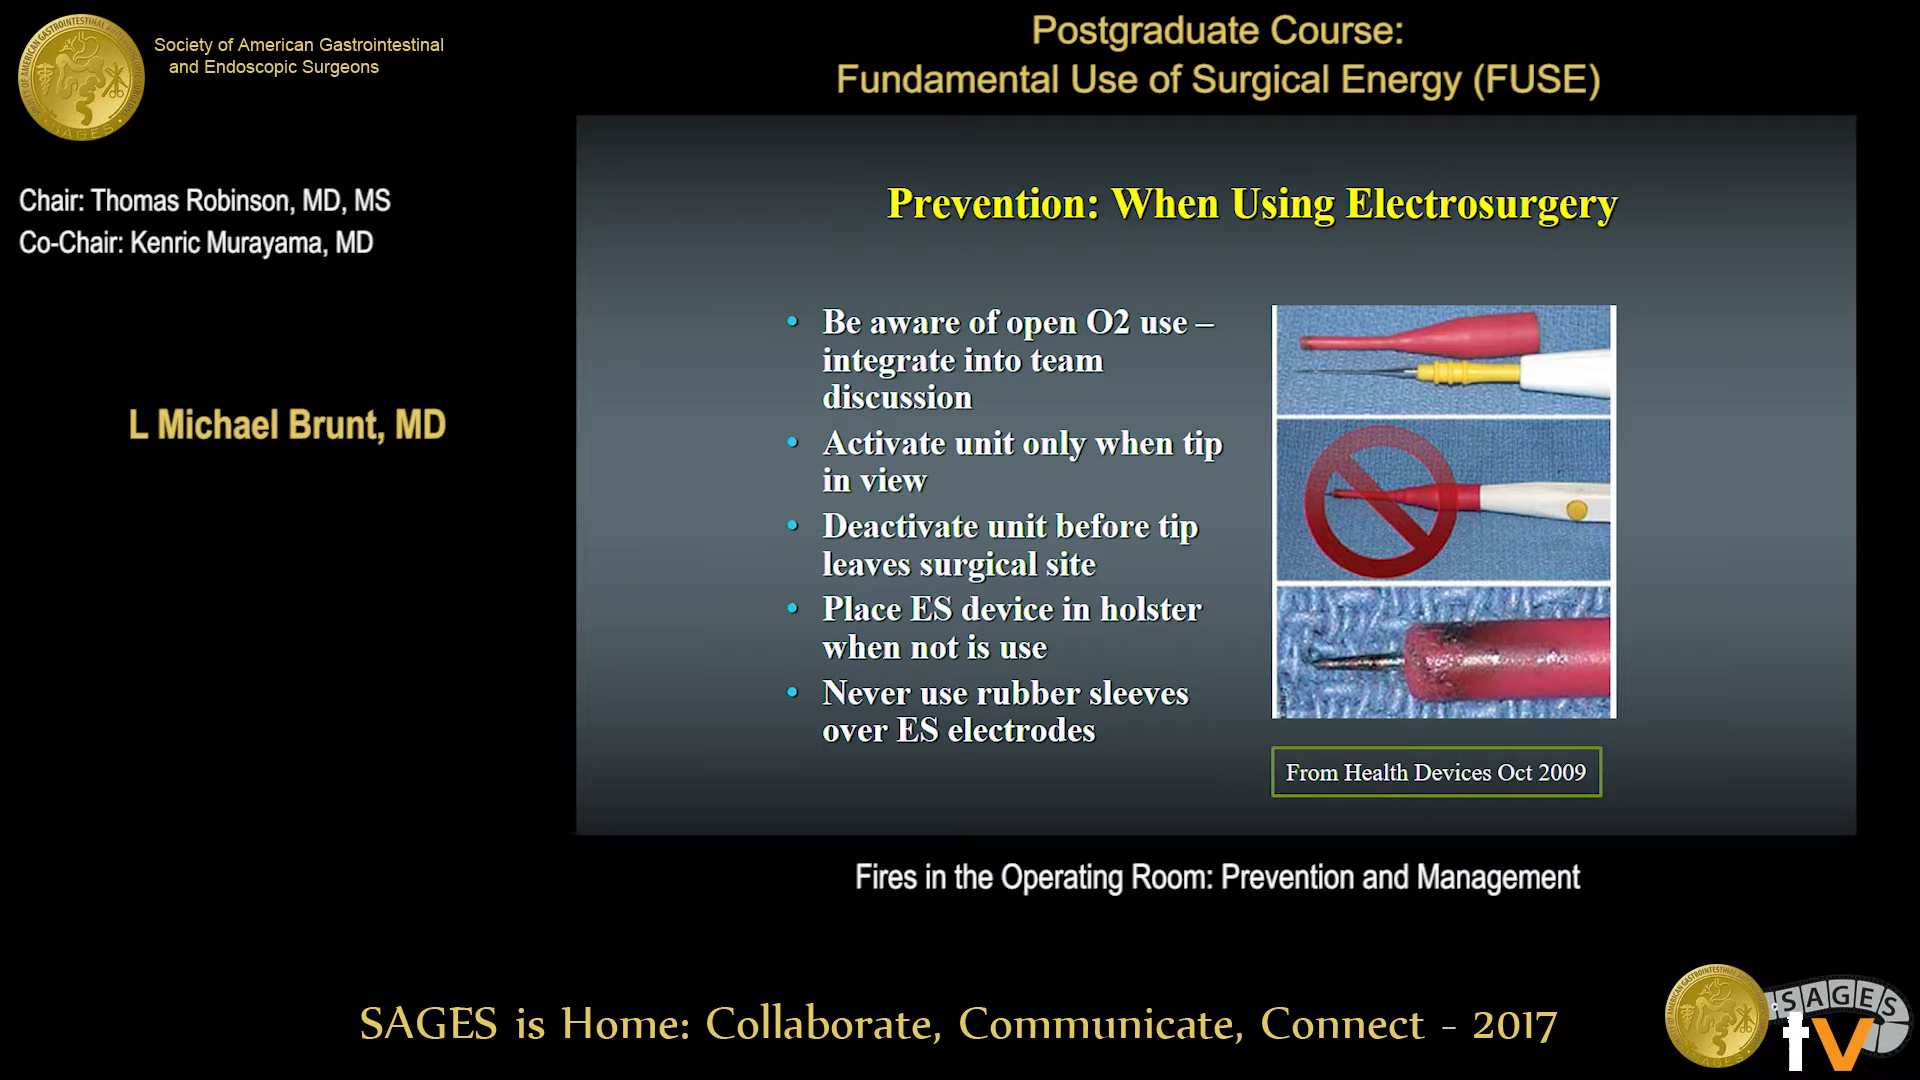 Society of American Gastrointestinal
and Endoscopic Surgeons
Postgraduate Course:
Fundamental Use of Surgical Energy (FUSE)
Chair: Thomas Robinson, MD, MS
Co-Chair: Kenric Murayama, MD
L Michael Brunt, MD
Prevention: When Using Electrosurgery
• Be aware of open O2 use –
integrate into team
discussion
• Activate unit only when tip
in view
• Deactivate unit before tip
leaves surgical site
• Place ES device in holster
when not is use
• Never use rubber sleeves
over ES electrodes
From Health Devices Oct 2009
Fires in the Operating Room: Prevention and Management
SAGES is Home: Collaborate, Communicate, Connect - 2017
SAGES
tv